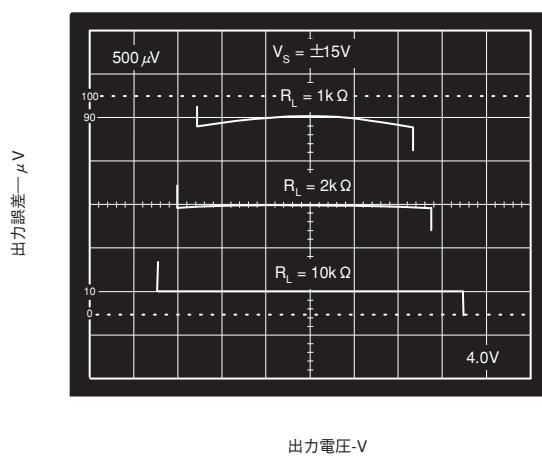 500 μV
V_S = ±15V
100
R_L = 1k Ω
90
R_L = 2k Ω
R_L = 10k Ω
10
0
4.0V
出力誤差—μV
出力電圧-V